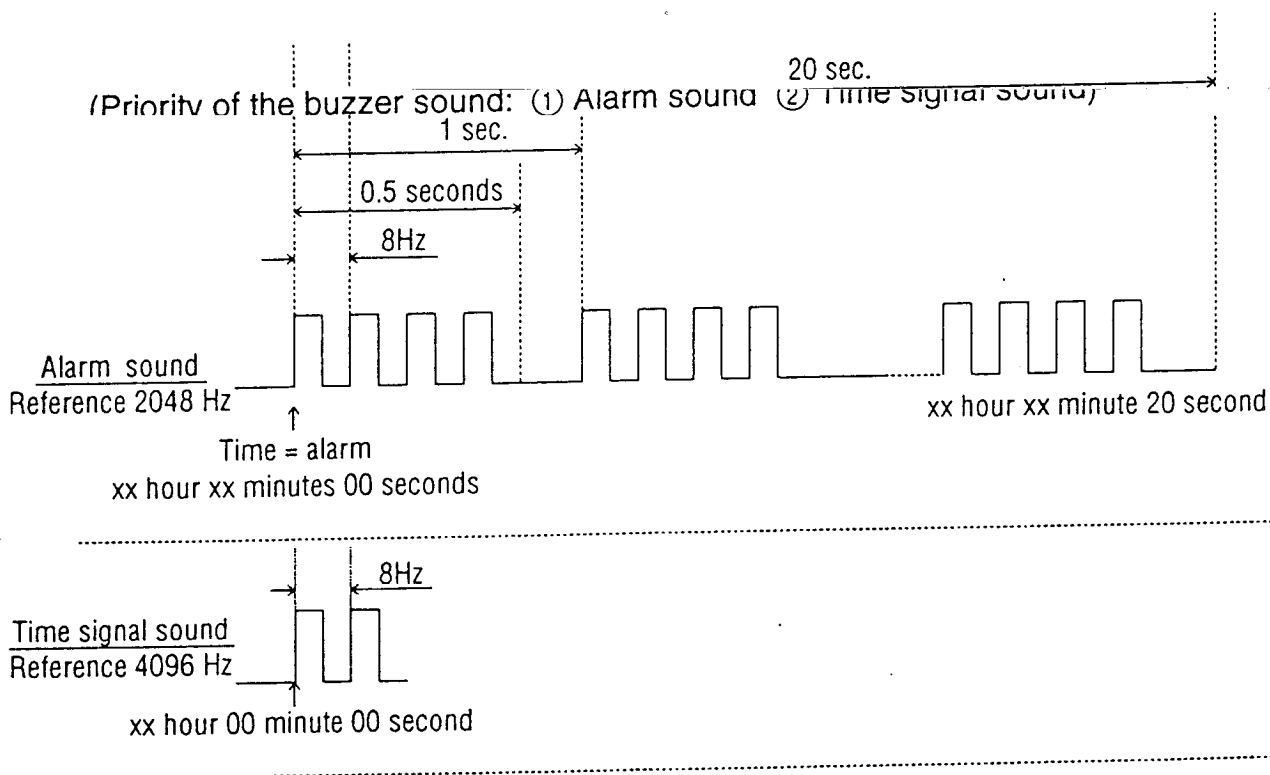 20 sec.
(Priority of the buzzer sound: ① Alarm sound ② Time signal sound)
1 sec.
0.5 seconds
8Hz
Alarm sound
Reference 2048 Hz
xx hour xx minute 20 second
Time = alarm
xx hour xx minutes 00 seconds
8Hz
Time signal sound
Reference 4096 Hz
xx hour 00 minute 00 second